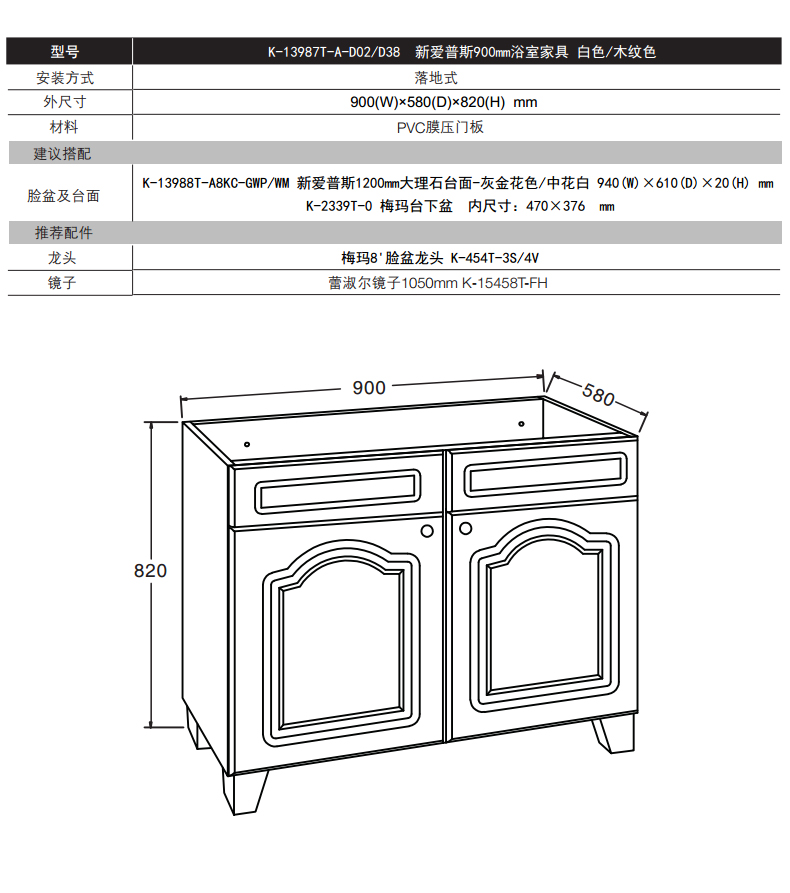 型号 K-13987T-A-D02/D38 新爱普斯900mm浴室家具 白色/木纹色
安装方式 落地式
外尺寸 900(W)×580(D)×820(H) mm
材料 PVC膜压门板
建议搭配
脸盆及台面 K-13988T-A8KC-GWP/WM 新爱普斯1200mm大理石台面-灰金花色/中花白 940(W)×610(D)×20(H) mm
K-2339T-0 梅玛台下盆 内尺寸: 470×376 mm
推荐配件
龙头 梅玛8'脸盆龙头 K-454T-3S/4V
镜子 蕾淑尔镜子1050mm K-15458T-FH
900
580
820